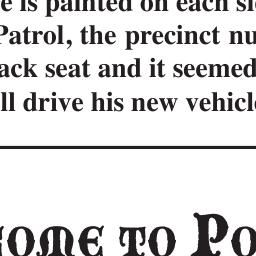 e is painted on each si
Patrol, the precinct nu
ack seat and it seemed
ll drive his new vehicl
come to Po